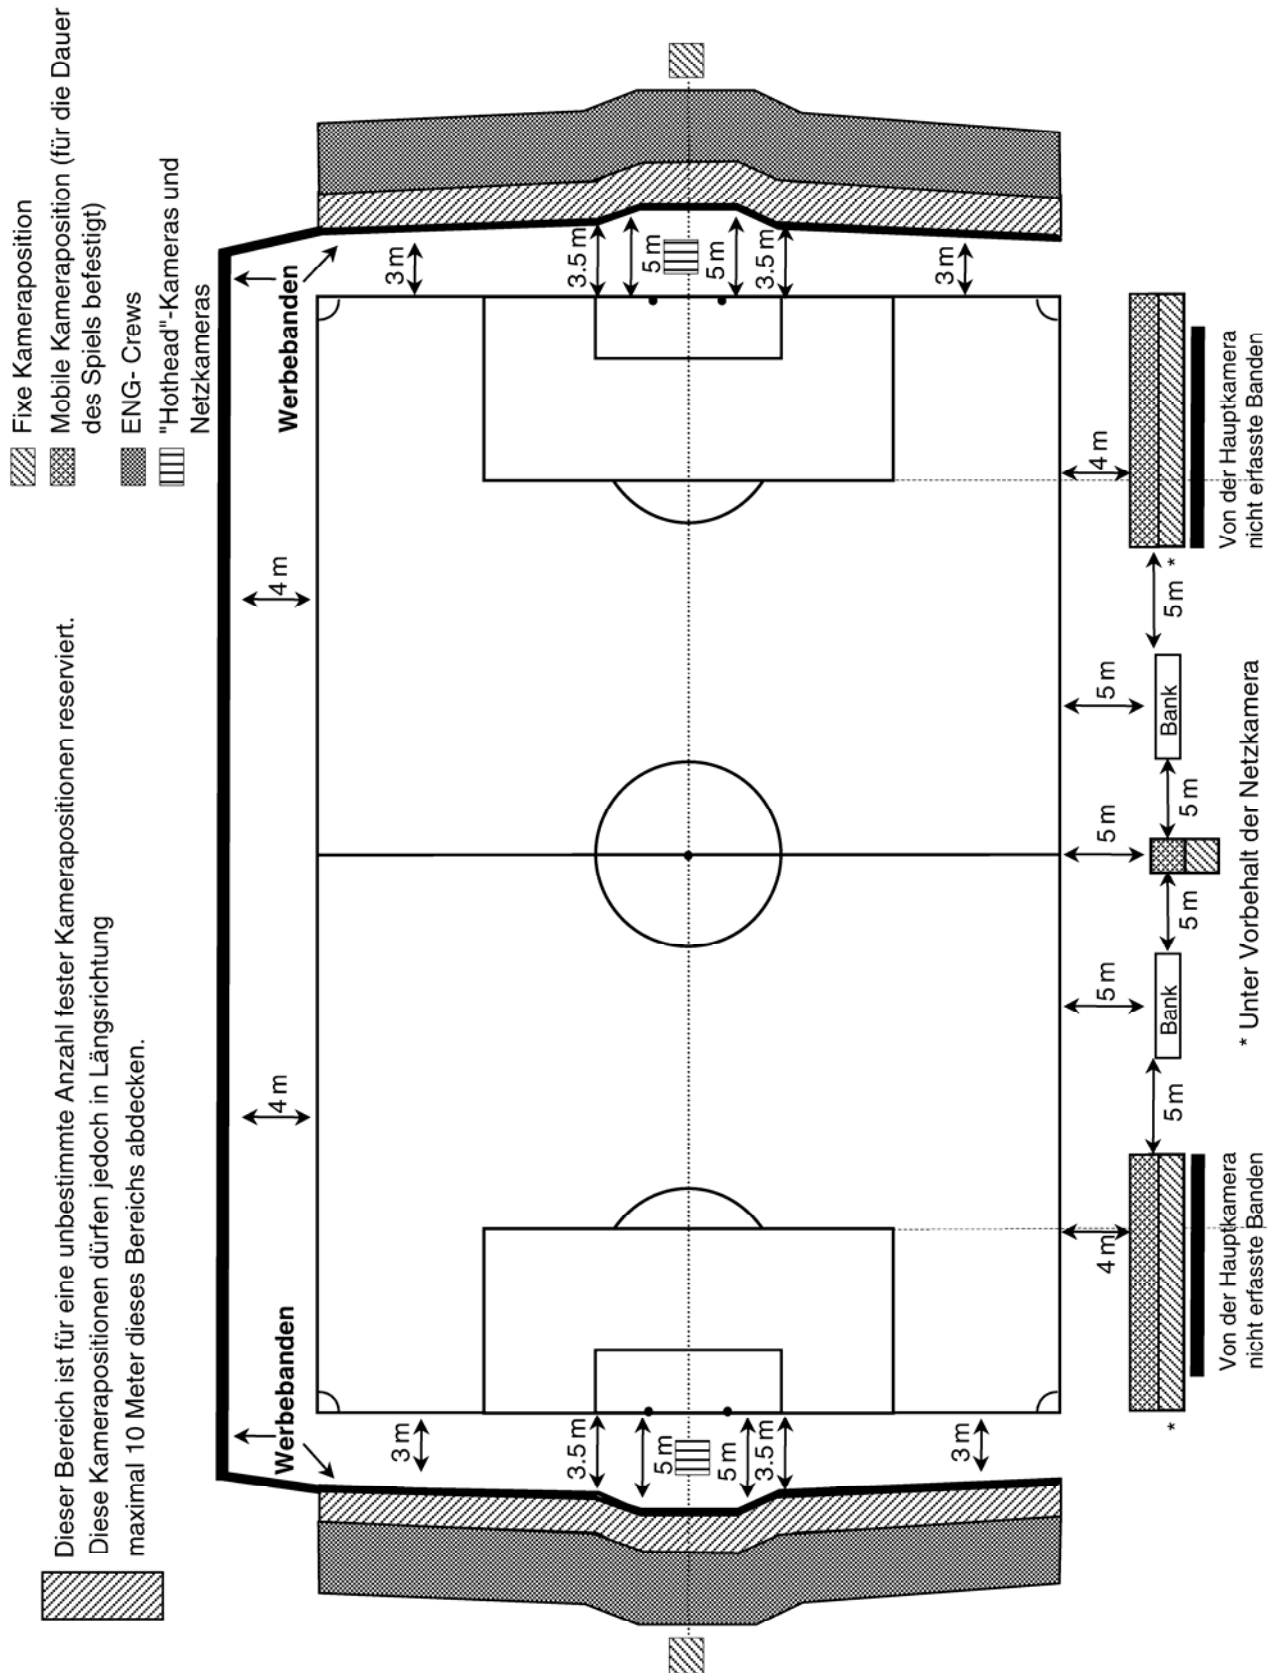 Dieser Bereich ist für eine unbestimmte Anzahl fester Kamerapositionen reserviert.
Diese Kamerapositionen dürfen jedoch in Längsrichtung
maximal 10 Meter dieses Bereichs abdecken.
Fixe Kameraposition
Mobile Kameraposition (für die Dauer
des Spiels befestigt)
ENG- Crews
"Hothead"-Kameras und
Netzkameras
Werbebanden
Werbebanden
4 m
4 m
3 m
3.5 m
5 m
5 m
3.5 m
3 m
3 m
3.5 m
5 m
5 m
3.5 m
3 m
4 m
5 m
5 m
5 m
4 m
*
5 m
Bank
5 m
5 m
Bank
5 m
*
Von der Hauptkamera
nicht erfasste Banden
Von der Hauptkamera
nicht erfasste Banden
* Unter Vorbehalt der Netzkamera